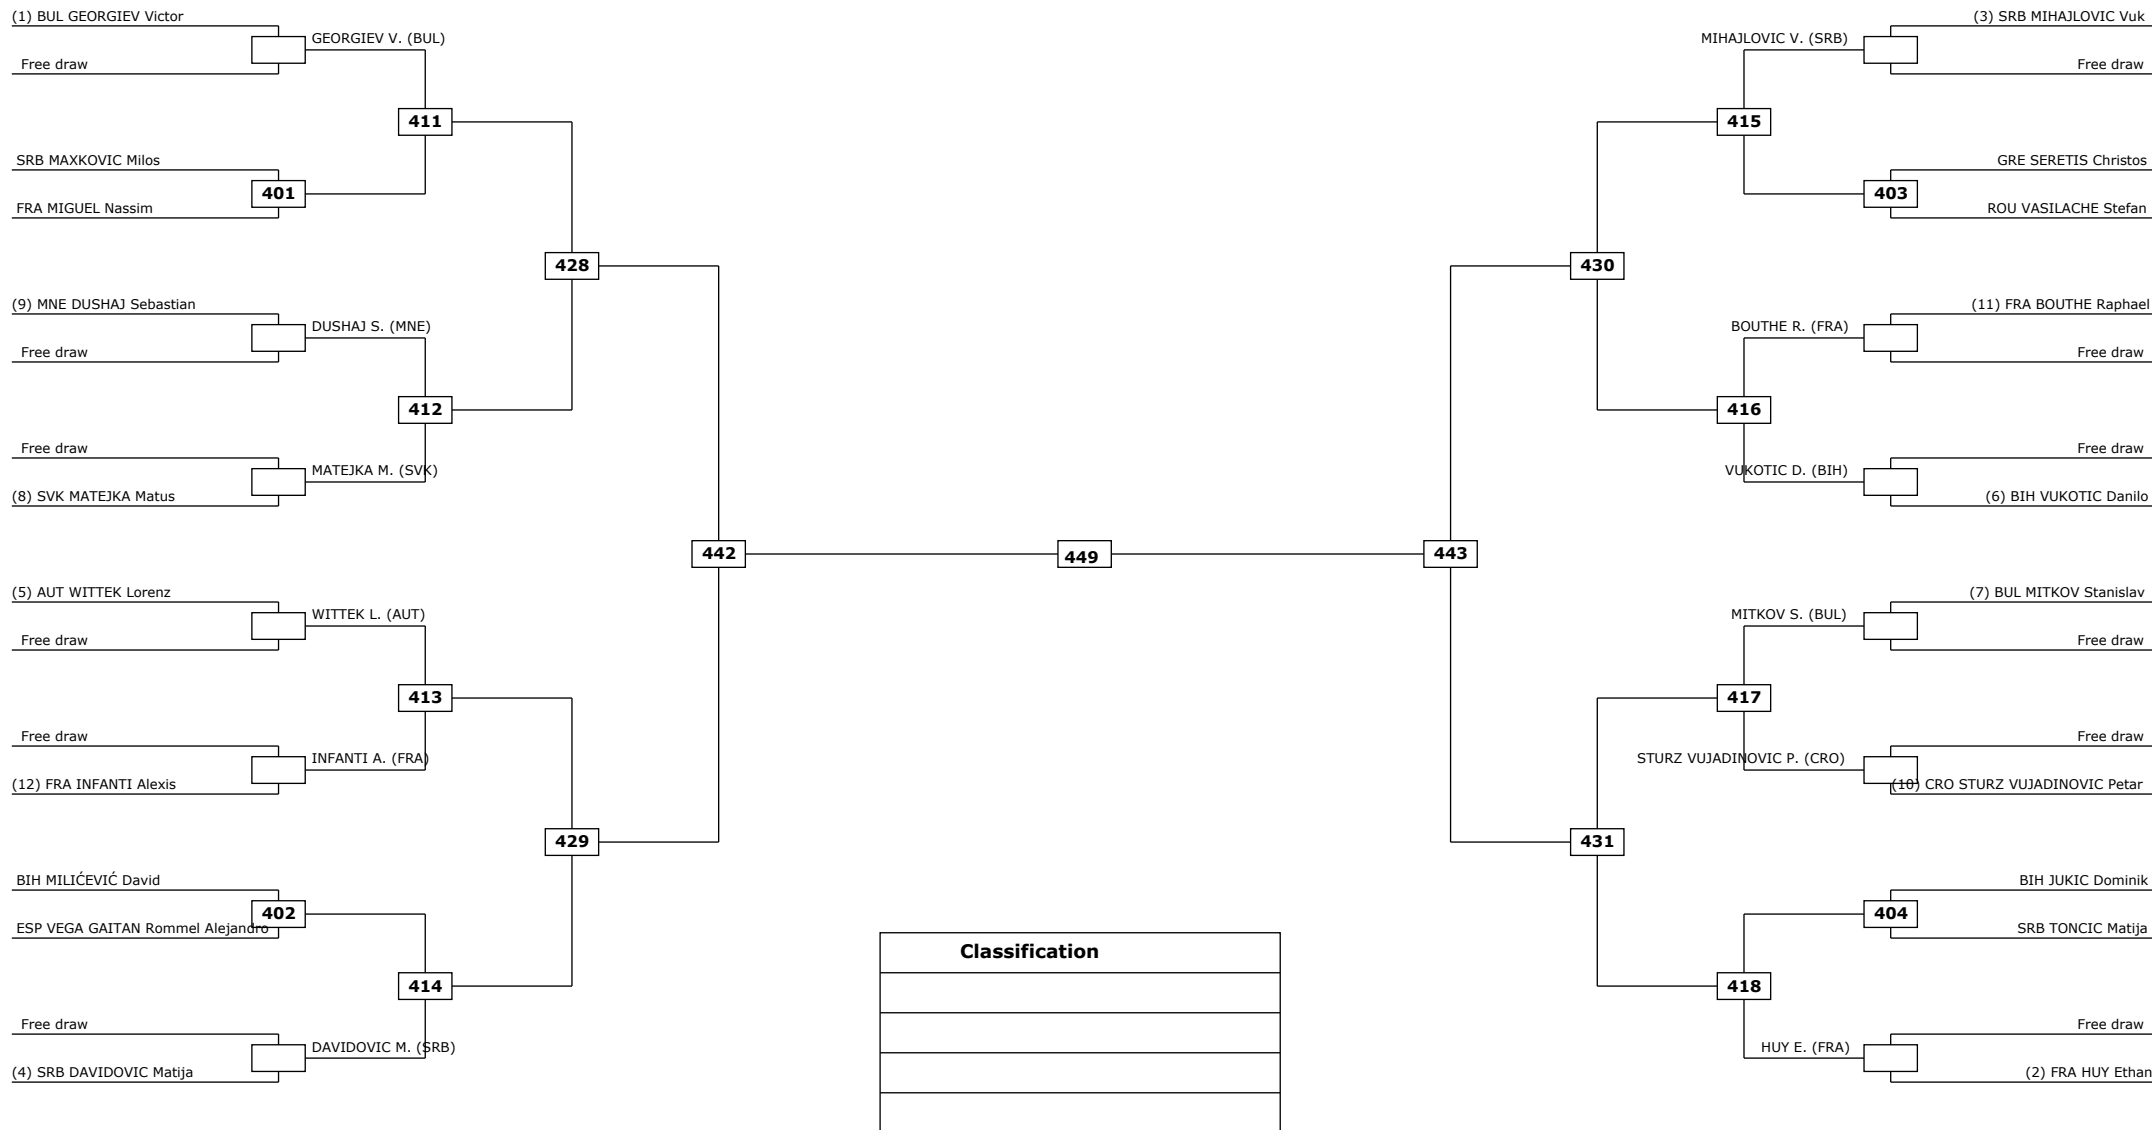 (1) BUL GEORGIEV Victor
GEORGIEV V. (BUL)
Free draw
411
SRB MAXKOVIC Milos
401
FRA MIGUEL Nassim
428
(9) MNE DUSHAJ Sebastian
DUSHAJ S. (MNE)
Free draw
412
Free draw
MATEJKA M. (SVK)
(8) SVK MATEJKA Matus
442
(5) AUT WITTEK Lorenz
WITTEK L. (AUT)
Free draw
413
Free draw
INFANTI A. (FRA)
(12) FRA INFANTI Alexis
429
BIH MILIĆEVIĆ David
402
ESP VEGA GAITAN Rommel Alejandro
414
Free draw
DAVIDOVIC M. (SRB)
(4) SRB DAVIDOVIC Matija
449
(3) SRB MIHAJLOVIC Vuk
MIHAJLOVIC V. (SRB)
Free draw
415
GRE SERETIS Christos
403
ROU VASILACHE Stefan
430
(11) FRA BOUTHE Raphael
BOUTHE R. (FRA)
Free draw
416
Free draw
VUKOTIC D. (BIH)
(6) BIH VUKOTIC Danilo
443
(7) BUL MITKOV Stanislav
MITKOV S. (BUL)
Free draw
417
Free draw
STURZ VUJADINOVIC P. (CRO)
(10) CRO STURZ VUJADINOVIC Petar
431
BIH JUKIC Dominik
404
SRB TONCIC Matija
418
Free draw
HUY E. (FRA)
(2) FRA HUY Ethan
Classification